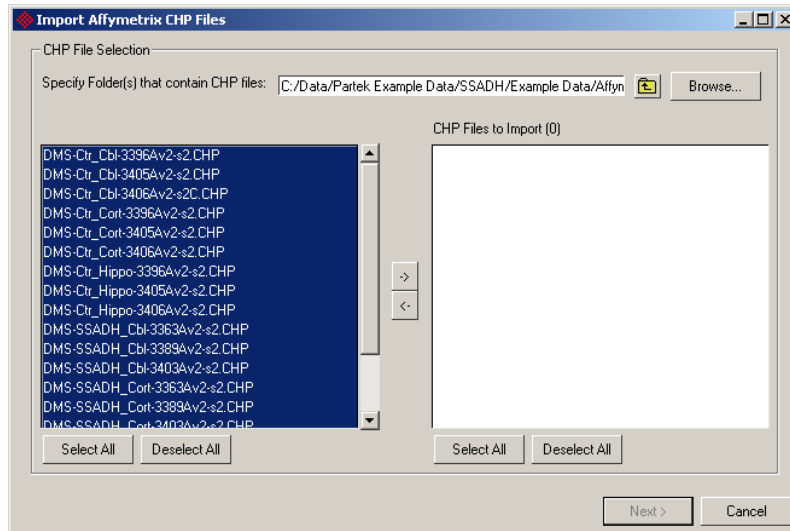 Import Affymetrix CHP Files
CHP File Selection
Specify Folder(s) that contain CHP files: C:/Data/Partek Example Data/SSADH/Example Data/Affyn Browse...
CHP Files to Import (0)
DMS-Ctr_Cbl-3396Av2-s2.CHP
DMS-Ctr_Cbl-3405Av2-s2.CHP
DMS-Ctr_Cbl-3406Av2-s2C.CHP
DMS-Ctr_Cort-3396Av2-s2.CHP
DMS-Ctr_Cort-3405Av2-s2.CHP
DMS-Ctr_Cort-3406Av2-s2.CHP
DMS-Ctr_Hippo-3396Av2-s2.CHP
DMS-Ctr_Hippo-3405Av2-s2.CHP
DMS-Ctr_Hippo-3406Av2-s2.CHP
DMS-SSADH_Cbl-3363Av2-s2.CHP
DMS-SSADH_Cbl-3389Av2-s2.CHP
DMS-SSADH_Cbl-3403Av2-s2.CHP
DMS-SSADH_Cort-3363Av2-s2.CHP
DMS-SSADH_Cort-3389Av2-s2.CHP
DMS-SSADH_Cort-3403Av2-s2.CHP
->
<-
Select All Deselect All Select All Deselect All
Next > Cancel